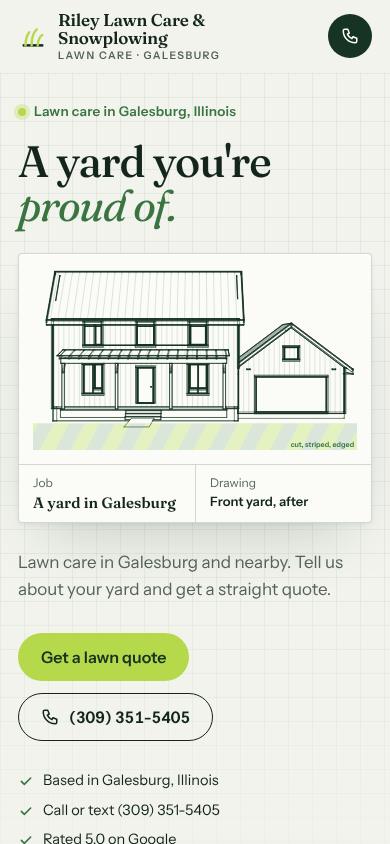 Riley Lawn Care &
Snowplowing
LAWN CARE · GALESBURG
Lawn care in Galesburg, Illinois
A yard you're
proud of.
cut, striped, edged
Job
A yard in Galesburg
Drawing
Front yard, after
Lawn care in Galesburg and nearby. Tell us
about your yard and get a straight quote.
Get a lawn quote
(309) 351-5405
Based in Galesburg, Illinois
Call or text (309) 351-5405
Rated 5.0 on Google